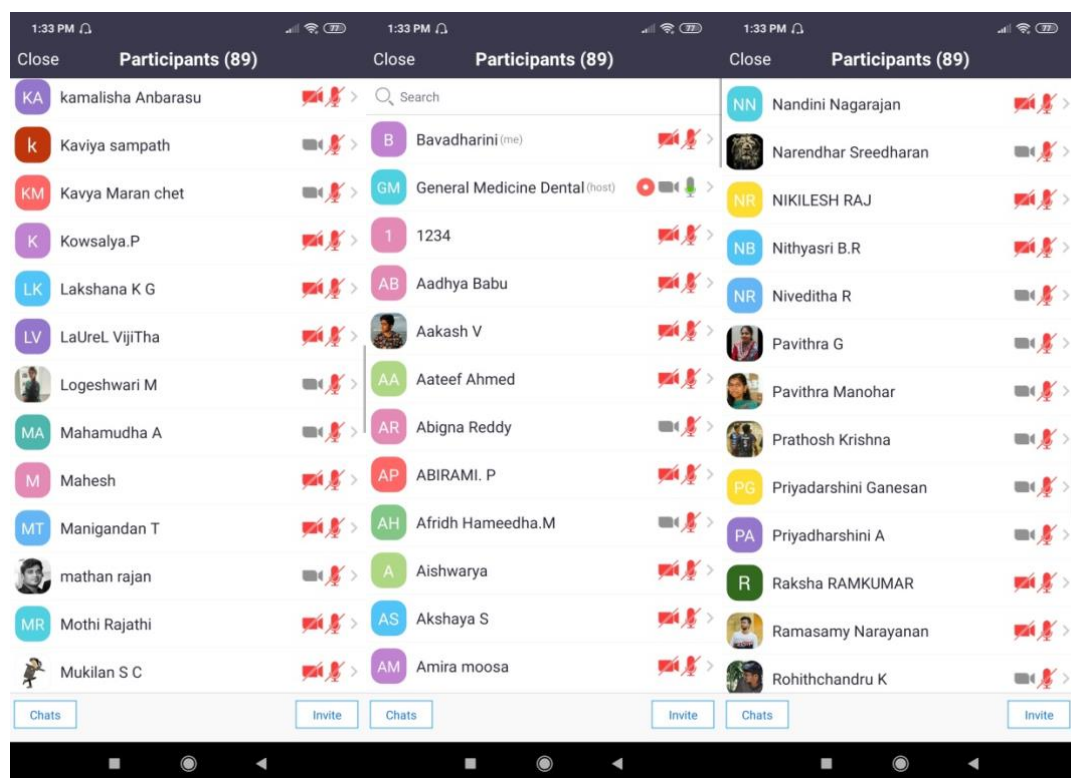 1:33 PM 77
Close Participants (89)
KA kamalisha Anbarasu
k Kaviya sampath
KM Kavya Maran chet
K Kowsalya.P
LK Lakshana K G
LV LaUreL VijiTha
Logeshwari M
MA Mahamudha A
M Mahesh
MT Manigandan T
mathan rajan
MR Mothi Rajathi
Mukilan S C
Chats Invite
1:33 PM 77
Close Participants (89)
Search
B Bavadharini (me)
GM General Medicine Dental (host)
1 1234
AB Aadhya Babu
Aakash V
AA Aateef Ahmed
AR Abigna Reddy
AP ABIRAMI. P
AH Afridh Hameedha.M
A Aishwarya
AS Akshaya S
AM Amira moosa
Chats Invite
1:33 PM 77
Close Participants (89)
NN Nandini Nagarajan
Narendhar Sreedharan
NR NIKILESH RAJ
NB Nithyasri B.R
NR Niveditha R
Pavithra G
Pavithra Manohar
Prathosh Krishna
PG Priyadarshini Ganesan
PA Priyadharshini A
R Raksha RAMKUMAR
Ramasamy Narayanan
Rohithchandru K
Chats Invite